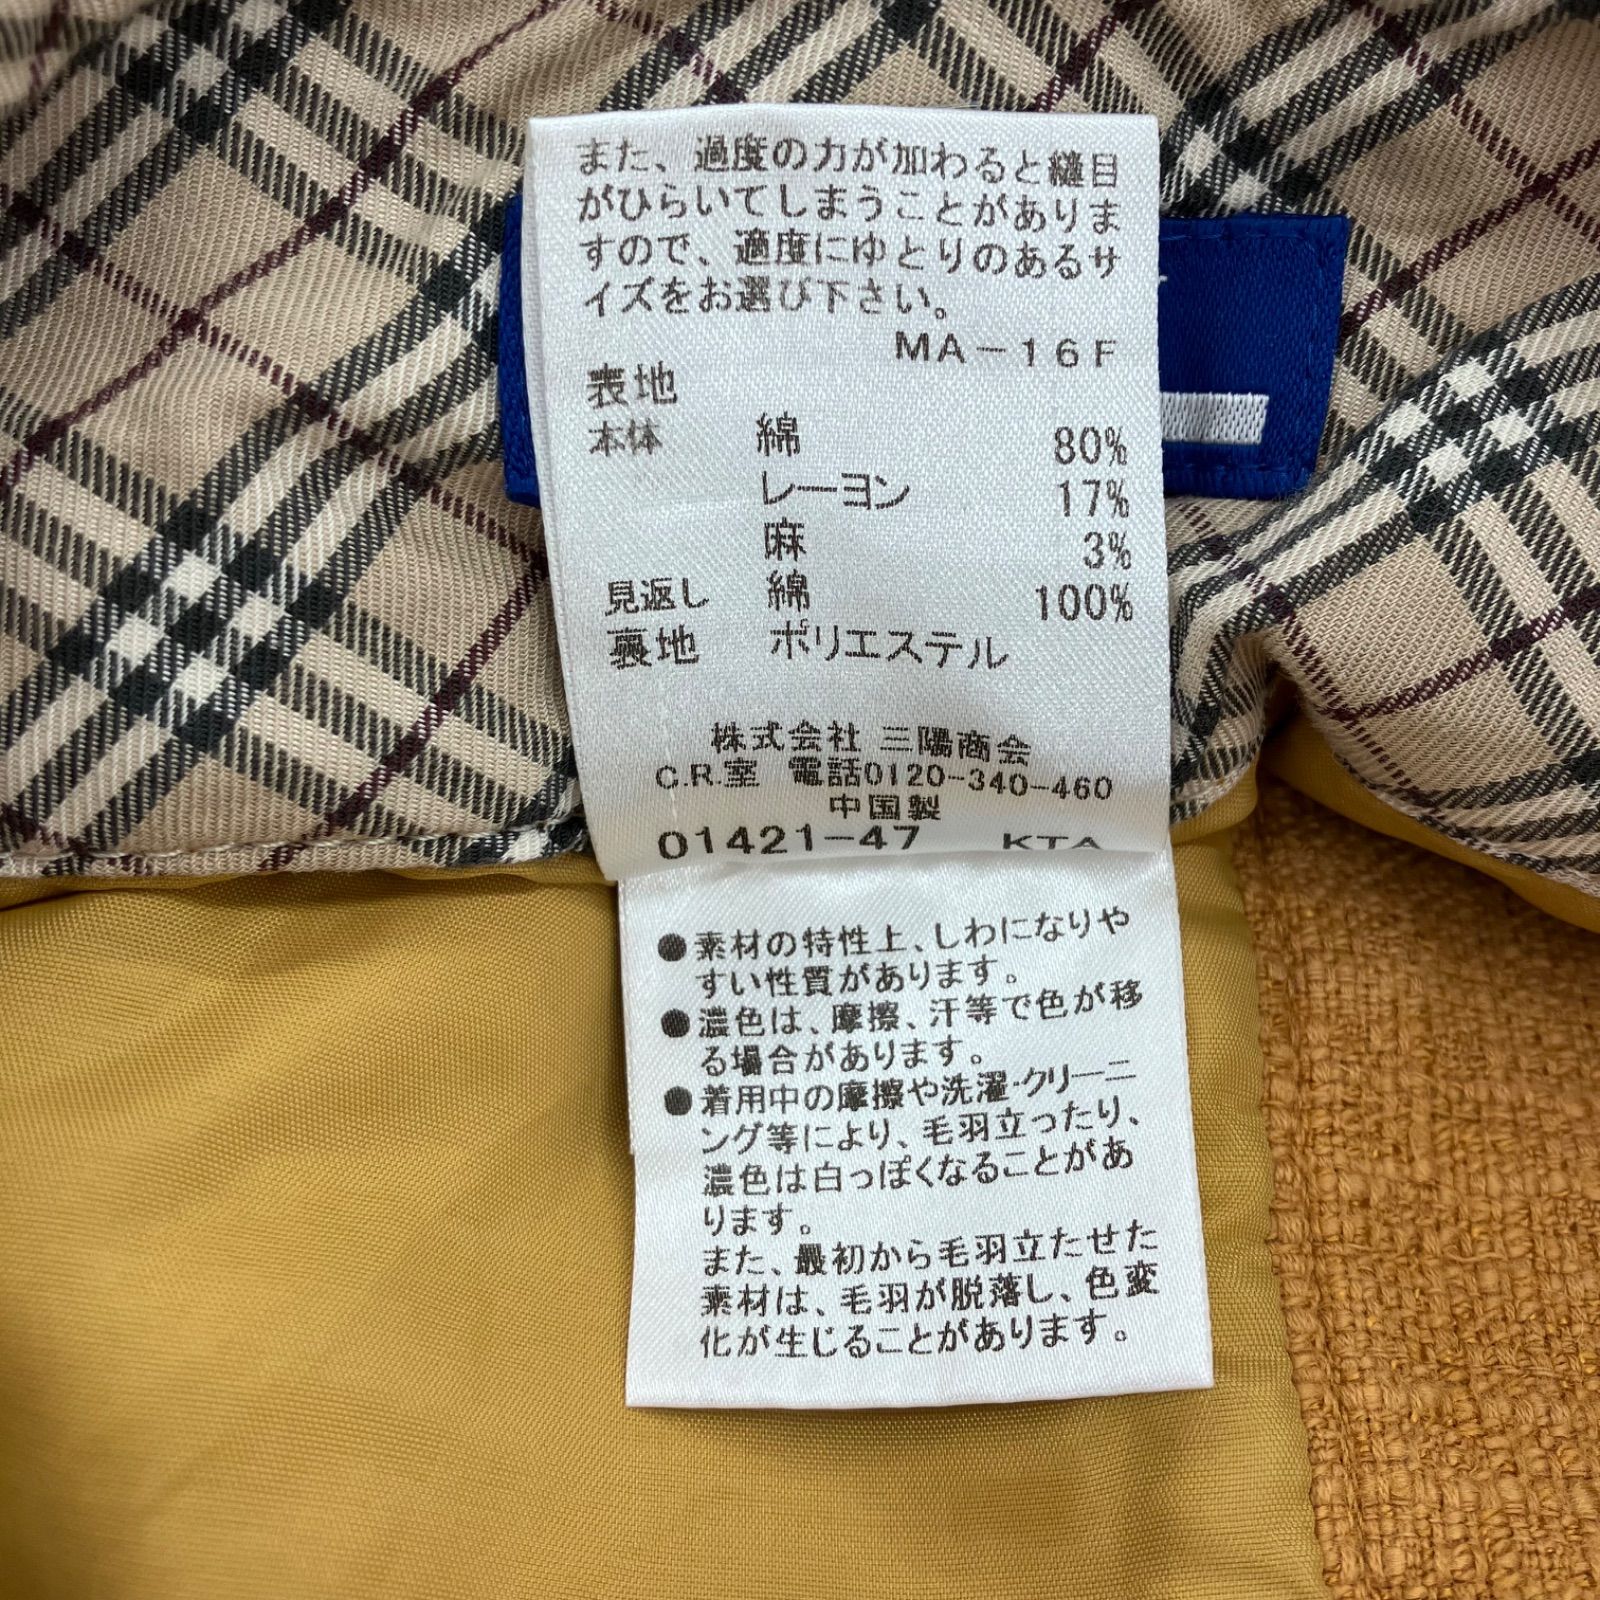 また、過度の力が加わると縫目
がひらいてしまうことがありま
すので、適度にゆとりのあるサ
イズをお選び下さい。
MA－16F
表地
本体 綿 80%
レーヨン 17%
麻 3%
見返し 綿 100%
裏地 ポリエステル
株式会社 三陽商会
C.R.室 電話0120-340-460
中国製
01421-47 KTA
●素材の特性上、しわになりや
すい性質があります。
●濃色は、摩擦、汗等で色が移
る場合があります。
●着用中の摩擦や洗濯・クリーニ
ング等により、毛羽立ったり、
濃色は白っぽくなることがあ
ります。
また、最初から毛羽立たせた
素材は、毛羽が脱落し、色変
化が生じることがあります。